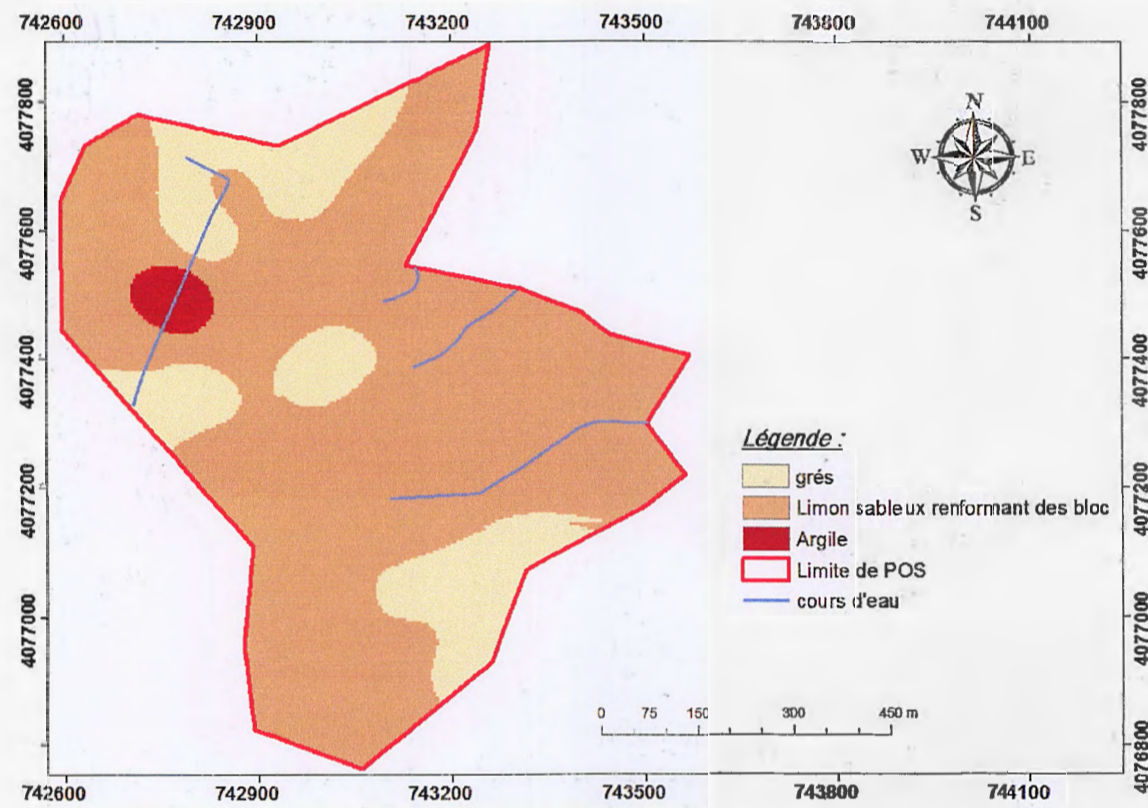 742600 742900 743200 743500 743800 744100
4077800
4077600
4077400
4077200
4077000
4077800
4077600
4077400
4077200
4077000
4076800
N
W E
S
Légende :
grés
Limon sableux renformant des bloc
Argile
Limite de POS
cours d'eau
0 75 150 300 450 m
742600 742900 743200 743500 743800 744100